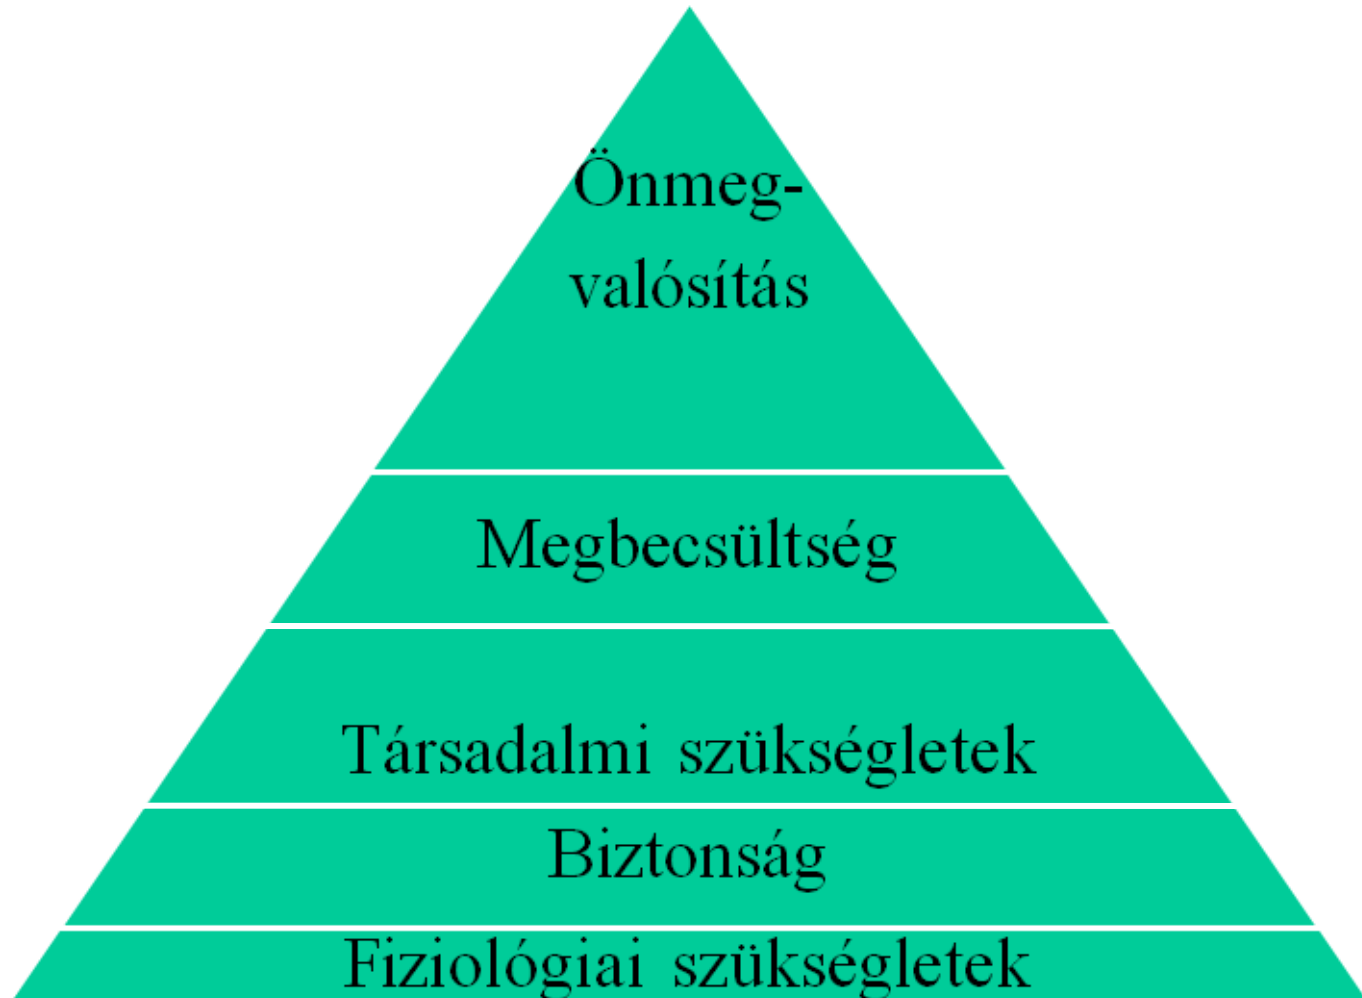 Önmeg-
valósítás
Megbecsültség
Társadalmi szükségletek
Biztonság
Fiziológiai szükségletek